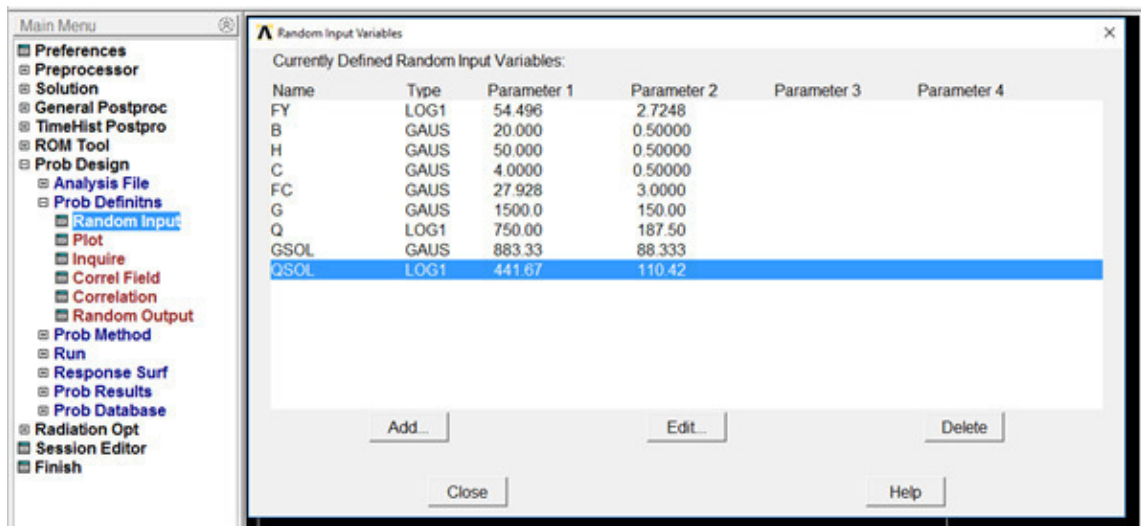 Main Menu
Preferences
Preprocessor
Solution
General Postproc
TimeHist Postpro
ROM Tool
Prob Design
Analysis File
Prob Definitns
Random Input
Plot
Inquire
Correl Field
Correlation
Random Output
Prob Method
Run
Response Surf
Prob Results
Prob Database
Radiation Opt
Session Editor
Finish
Random Input Variables
Currently Defined Random Input Variables:
Name Type Parameter 1 Parameter 2 Parameter 3 Parameter 4
FY LOG1 54.496 2.7248
B GAUS 20.000 0.50000
H GAUS 50.000 0.50000
C GAUS 4.0000 0.50000
FC GAUS 27.928 3.0000
G GAUS 1500.0 150.00
Q LOG1 750.00 187.50
GSOL GAUS 883.33 88.333
QSOL LOG1 441.67 110.42
Add... Edit... Delete
Close Help